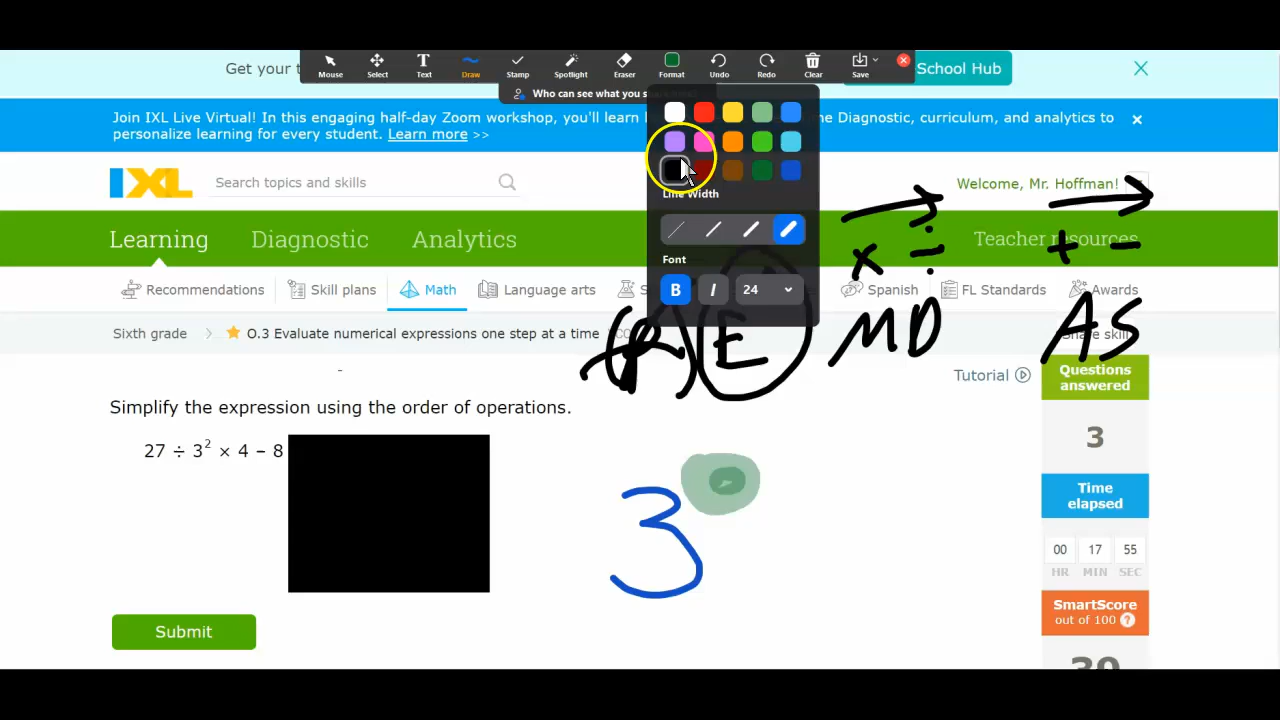 Get your t
School Hub
Mouse Select Text Draw Stamp Spotlight Eraser Format Undo Redo Clear Save
Who can see what you s
Join IXL Live Virtual! In this engaging half-day Zoom workshop, you'll learn me Diagnostic, curriculum, and analytics to
personalize learning for every student. Learn more >>
IXL
Search topics and skills
Welcome, Mr. Hoffman!
Line Width
Learning Diagnostic Analytics Teacher resources
× ÷ + −
Font
B I 24
Recommendations Skill plans Math Language arts S Spanish FL Standards Awards
Sixth grade > O.3 Evaluate numerical expressions one step at a time
Share skill
(P) E MD AS
Tutorial
Questions
answered
3
Simplify the expression using the order of operations.
27 ÷ 3² × 4 – 8
3
Time
elapsed
00 17 55
HR MIN SEC
SmartScore
out of 100 ?
Submit